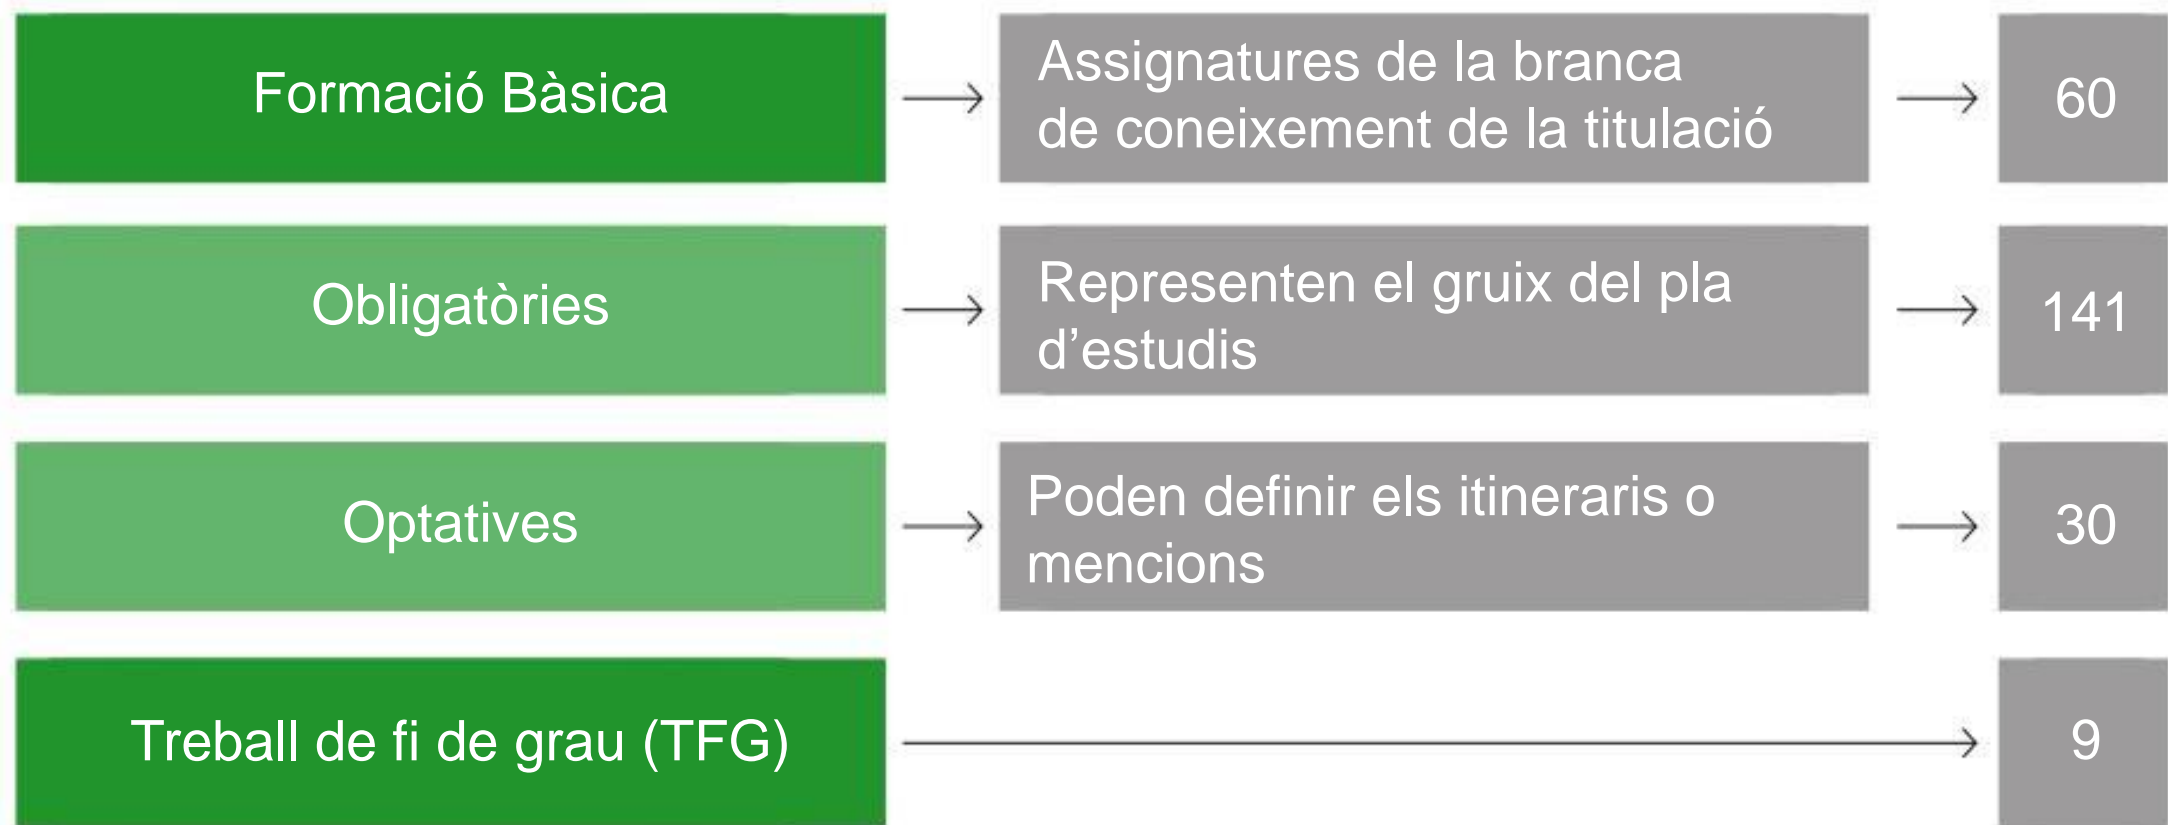 Formació Bàsica
Assignatures de la branca
de coneixement de la titulació
60
Obligatòries
Representen el gruix del pla
d’estudis
141
Optatives
Poden definir els itineraris o
mencions
30
Treball de fi de grau (TFG)
9